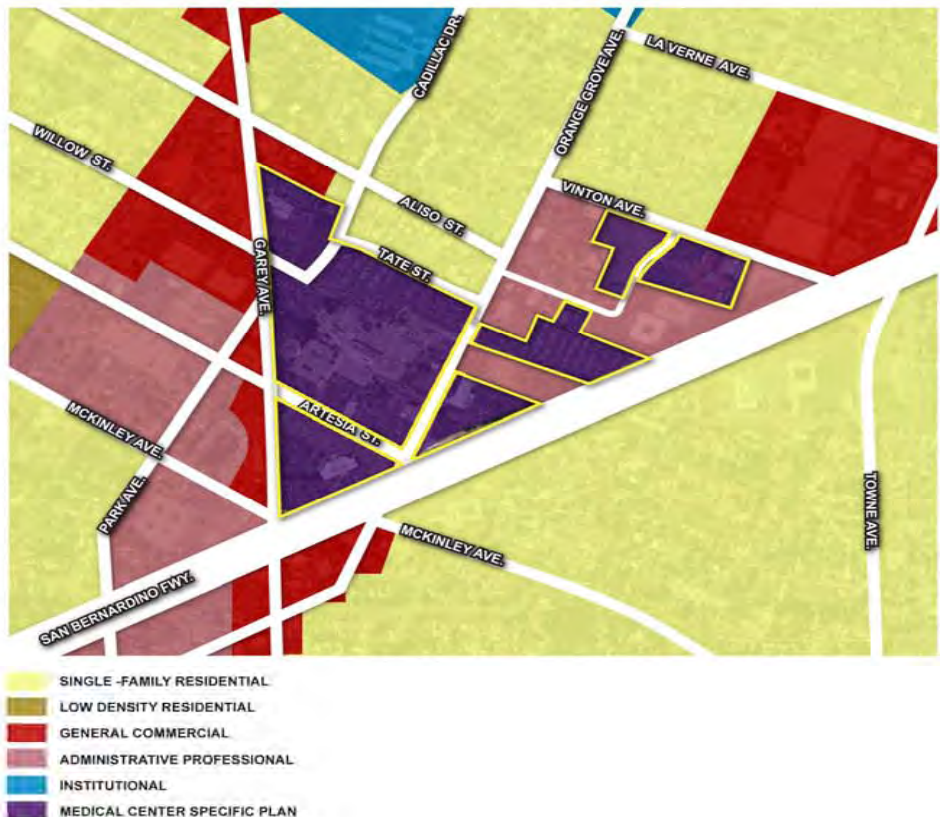 CADILLAC DR.
ORANGE GROVE AVE.
LA VERNE AVE.
WILLOW ST.
VINTON AVE.
ALISO ST.
GAREY AVE.
TATE ST.
ARTESIA ST.
MCKINLEY AVE.
PARK AVE.
TOWNE AVE.
MCKINLEY AVE.
SAN BERNARDINO FWY.
SINGLE -FAMILY RESIDENTIAL
LOW DENSITY RESIDENTIAL
GENERAL COMMERCIAL
ADMINISTRATIVE PROFESSIONAL
INSTITUTIONAL
MEDICAL CENTER SPECIFIC PLAN